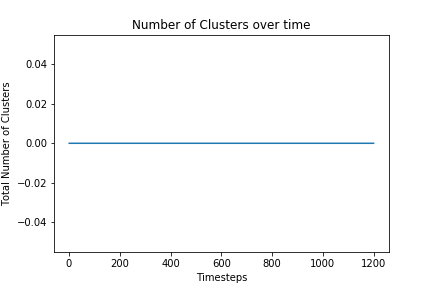 Number of Clusters over time
Total Number of Clusters
0.04
0.02
0.00
−0.02
−0.04
0 200 400 600 800 1000 1200
Timesteps